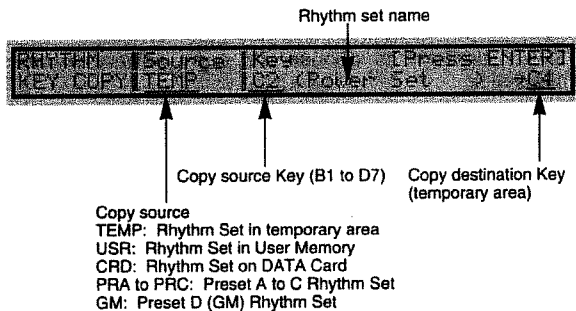 Rhythm set name
RHYTHM Source Key [Press ENTER]
KEY COPY TEMP C2 (Power Set ) →C4
Copy source Key (B1 to D7)
Copy destination Key
(temporary area)
Copy source
TEMP: Rhythm Set in temporary area
USR: Rhythm Set in User Memory
CRD: Rhythm Set on DATA Card
PRA to PRC: Preset A to C Rhythm Set
GM: Preset D (GM) Rhythm Set